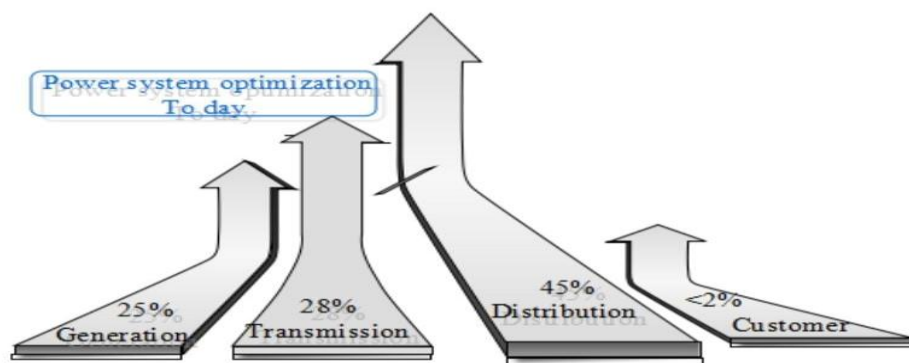 Power system optimization
To day
25%
Generation
28%
Transmission
45%
Distribution
<2%
Customer